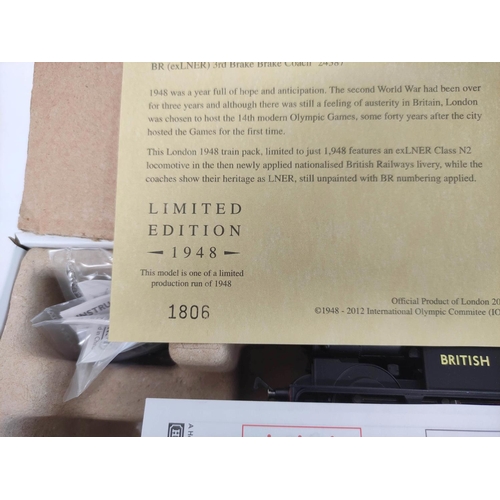 BR (exLNER) 3rd Brake Brake Coach 24387
1948 was a year full of hope and anticipation. The second World War had been over
for three years and although there was still a feeling of austerity in Britain, London
was chosen to host the 14th modern Olympic Games, some forty years after the city
hosted the Games for the first time.
This London 1948 train pack, limited to just 1,948 features an exLNER Class N2
locomotive in the then newly applied nationalised British Railways livery, while the
coaches show their heritage as LNER, still unpainted with BR numbering applied.
LIMITED
EDITION
1948
This model is one of a limited
production run of 1948
1806
Official Product of London 20
©1948 - 2012 International Olympic Commitee (IO
INSTRU
BRITISH
A H